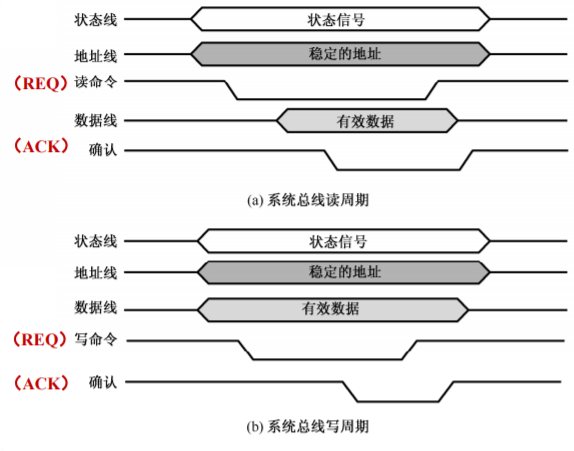 状态线 状态信号
地址线 稳定的地址
（REQ）读命令
数据线 有效数据
（ACK） 确认
(a) 系统总线读周期
状态线 状态信号
地址线 稳定的地址
数据线 有效数据
（REQ）写命令
（ACK） 确认
(b) 系统总线写周期